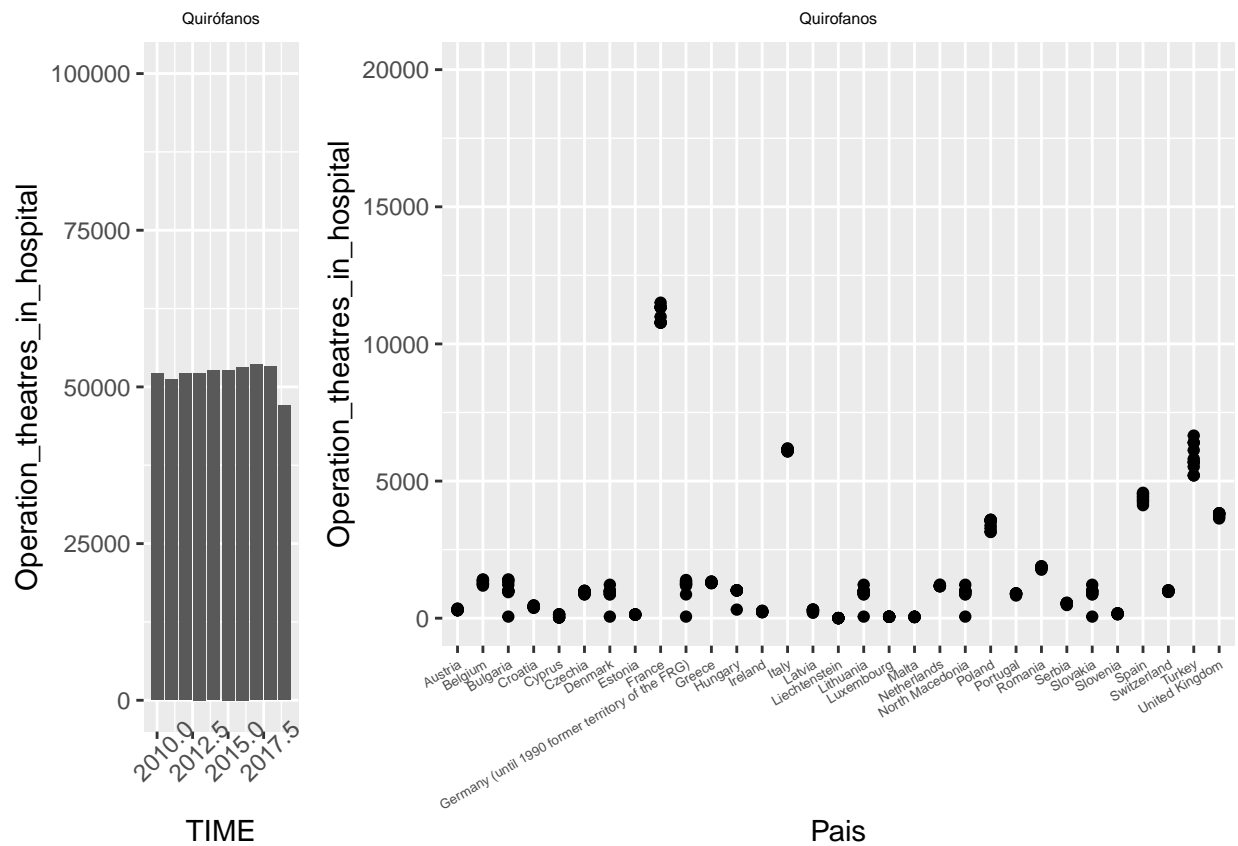 Quirófanos
Operation_theatres_in_hospital
100000
75000
50000
25000
0
2010.0
2012.5
2015.0
2017.5
TIME
Quirofanos
Operation_theatres_in_hospital
20000
15000
10000
5000
0
Austria
Belgium
Bulgaria
Croatia
Cyprus
Czechia
Denmark
Estonia
France
Germany (until 1990 former territory of the FRG)
Greece
Hungary
Ireland
Italy
Latvia
Liechtenstein
Lithuania
Luxembourg
Malta
Netherlands
North Macedonia
Poland
Portugal
Romania
Serbia
Slovakia
Slovenia
Spain
Switzerland
Turkey
United Kingdom
Pais